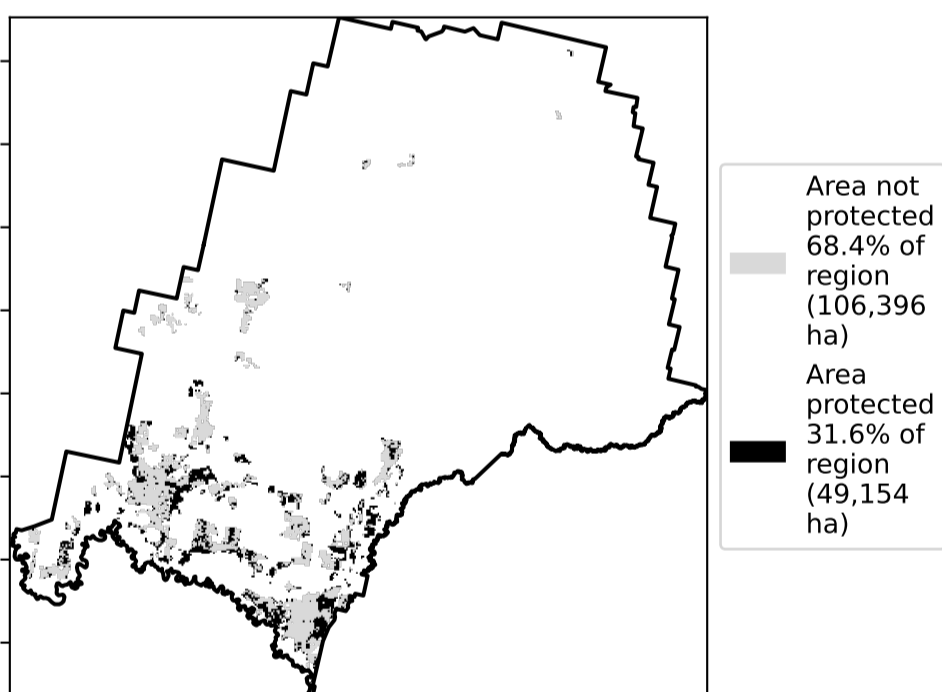 Area not
protected
68.4% of
region
(106,396
ha)
Area
protected
31.6% of
region
(49,154
ha)